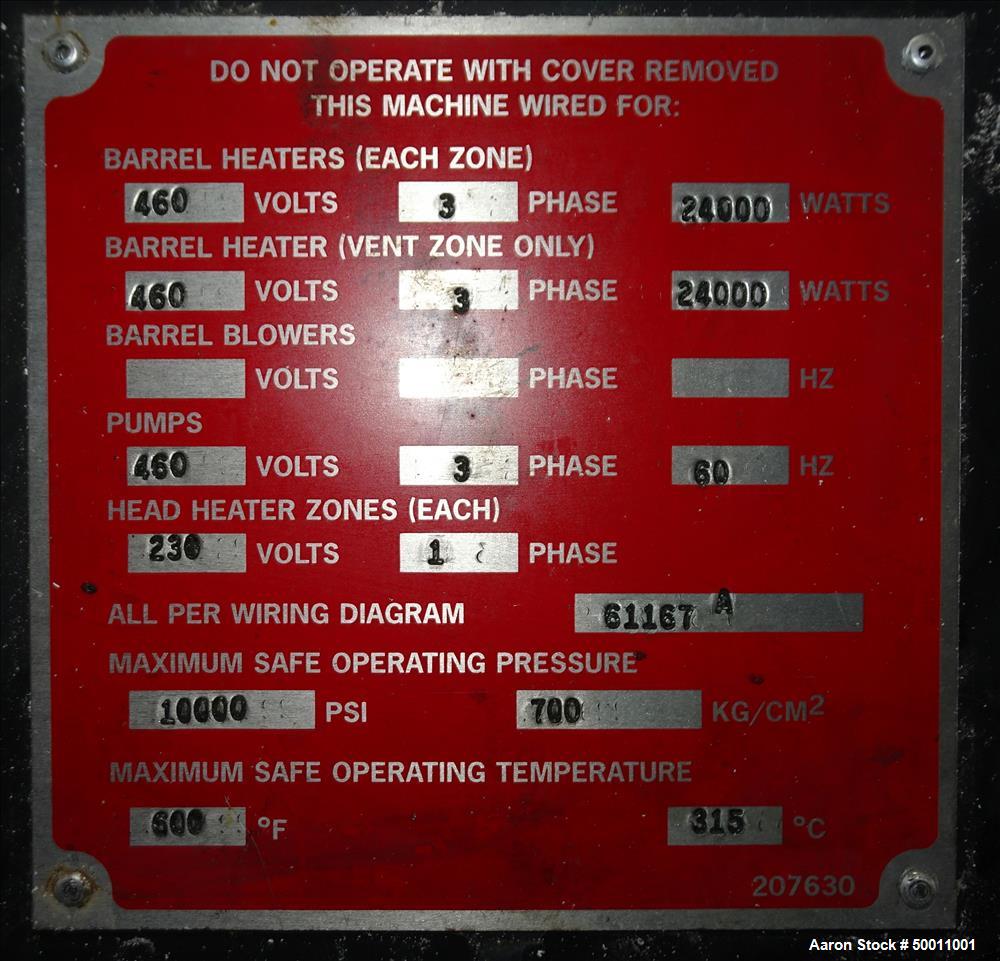 DO NOT OPERATE WITH COVER REMOVED
THIS MACHINE WIRED FOR:
BARREL HEATERS (EACH ZONE)
460 VOLTS 3 PHASE 24000 WATTS
BARREL HEATER (VENT ZONE ONLY)
460 VOLTS 3 PHASE 24000 WATTS
BARREL BLOWERS
VOLTS PHASE HZ
PUMPS
460 VOLTS 3 PHASE 60 HZ
HEAD HEATER ZONES (EACH)
230 VOLTS 1 PHASE
ALL PER WIRING DIAGRAM 61167 A
MAXIMUM SAFE OPERATING PRESSURE
10000 PSI 700 KG/CM2
MAXIMUM SAFE OPERATING TEMPERATURE
600 °F 315 °C
207630
Aaron Stock # 50011001